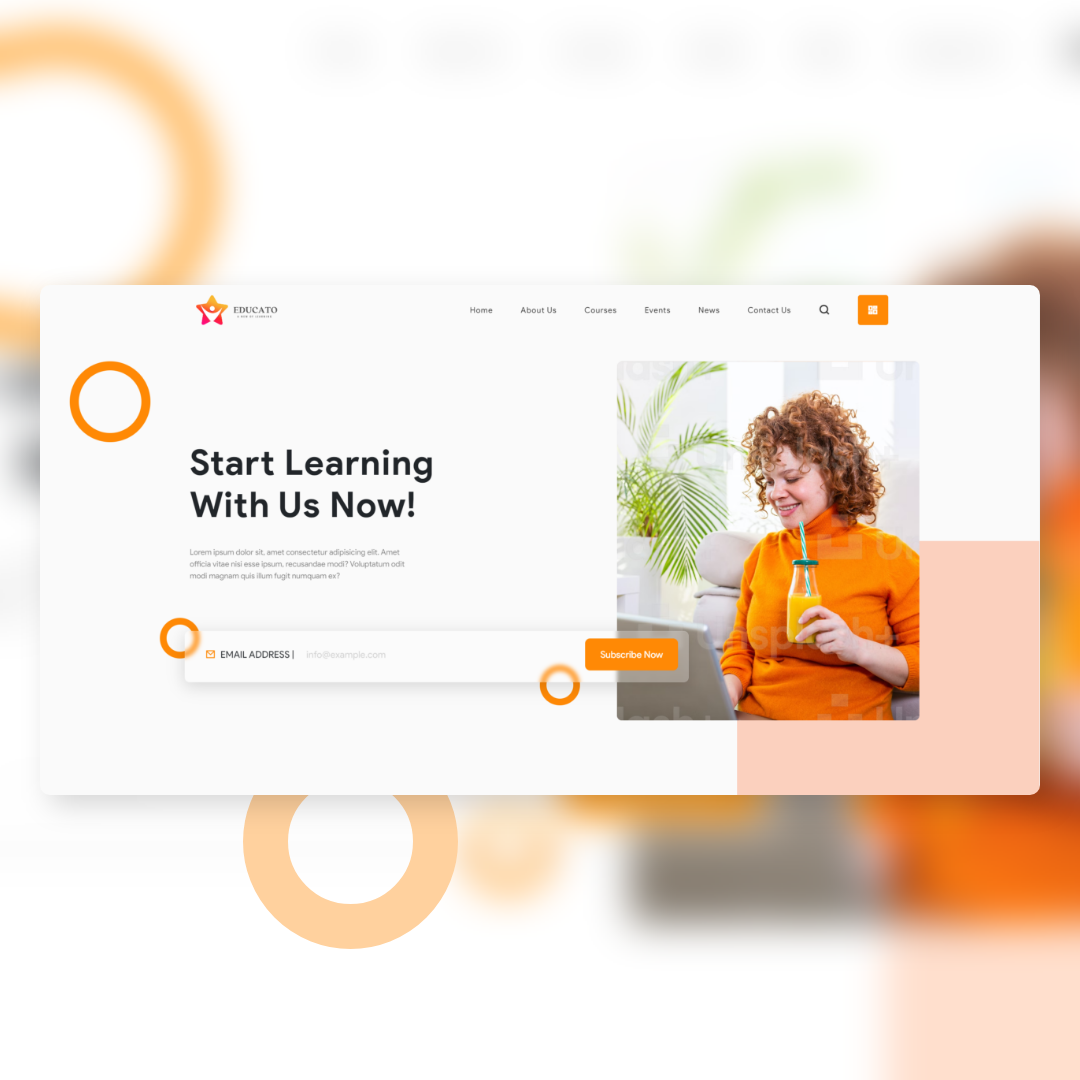 EDUCATO
Home
About Us
Courses
Events
News
Contact Us
Start Learning
With Us Now!
Lorem ipsum dolor sit, amet consectetur adipisicing elit. Amet
officia vitae nisi esse ipsum, recusandae modi? Voluptatum odit
modi magnam quis illum fugit numquam ex?
EMAIL ADDRESS |
info@example.com
Subscribe Now